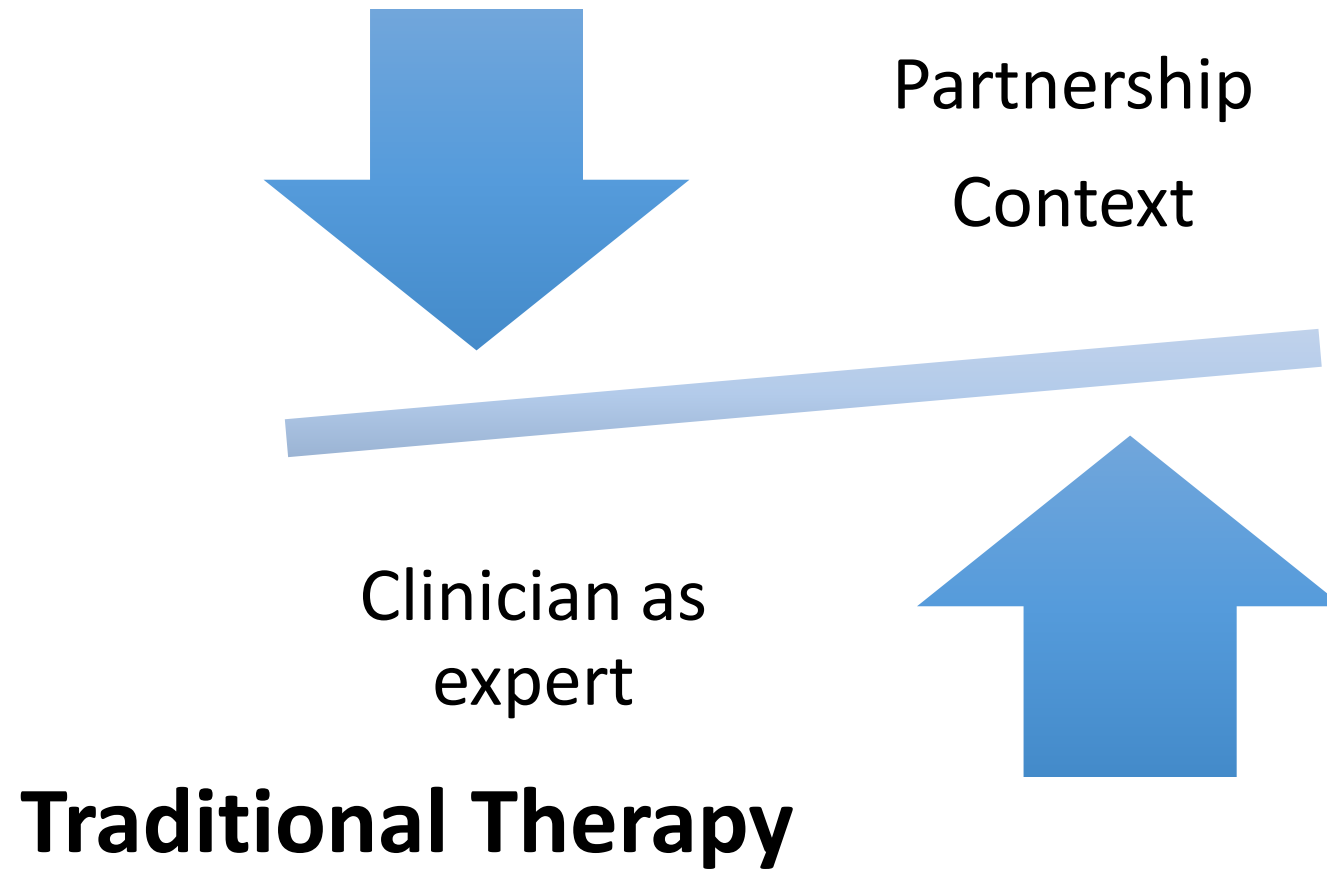 Partnership
Context
Clinician as
expert
Traditional Therapy